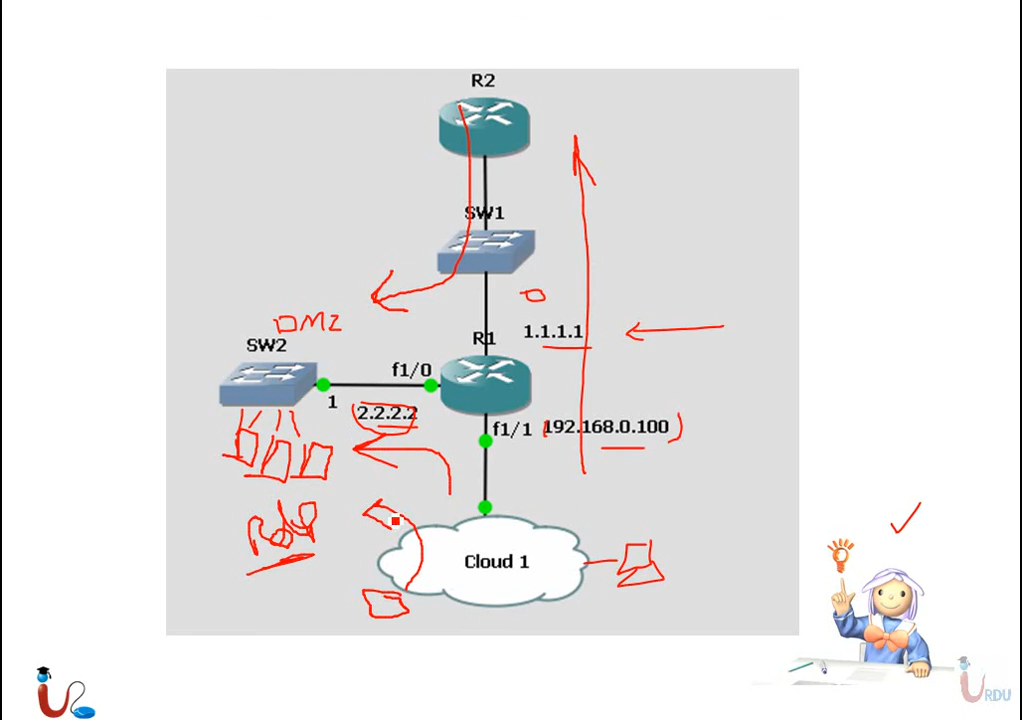 R2
SW1
DMZ
1.1.1.1
SW2
R1
f1/0
1
2.2.2.2
f1/1
192.168.0.100
Cloud 1
URDU